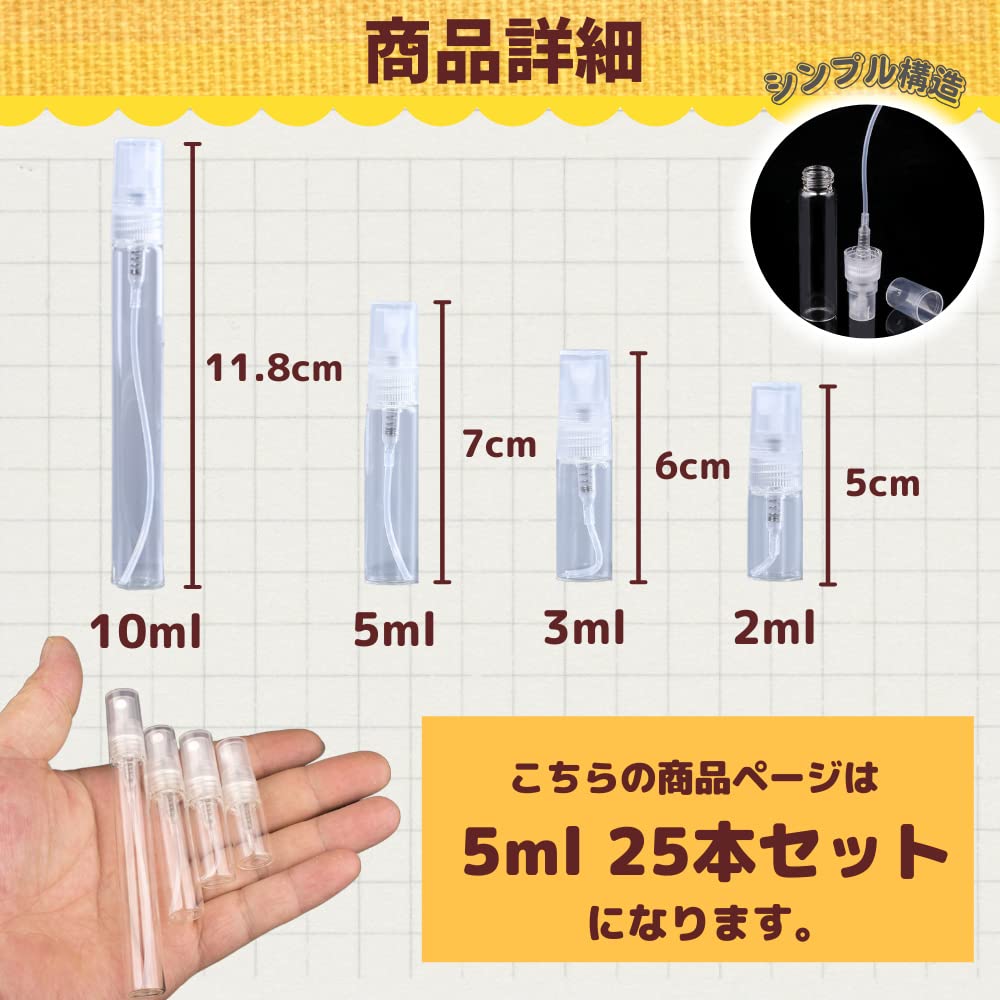 商品詳細
シンプル構造
11.8cm
7cm
6cm
5cm
10ml
5ml
3ml
2ml
こちらの商品ページは
5ml 25本セット
になります。